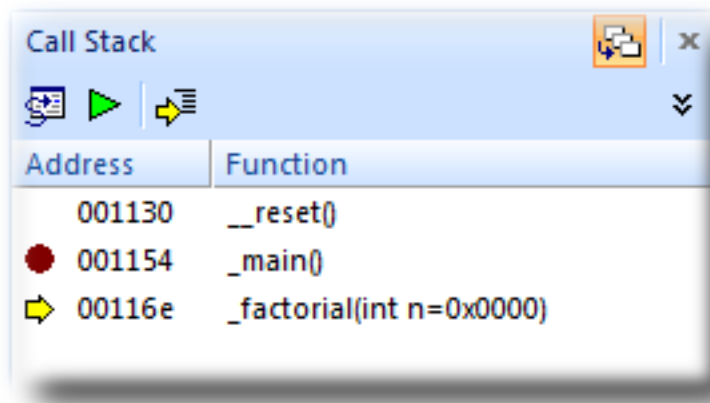 Call Stack
Address Function
001130 __reset()
001154 _main()
00116e _factorial(int n=0x0000)